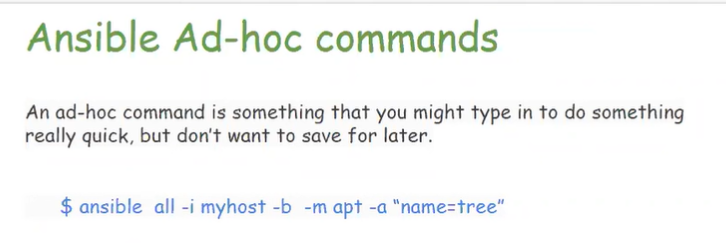 Ansible Ad-hoc commands
An ad-hoc command is something that you might type in to do something
really quick, but don't want to save for later.
$ ansible all -i myhost -b -m apt -a “name=tree”